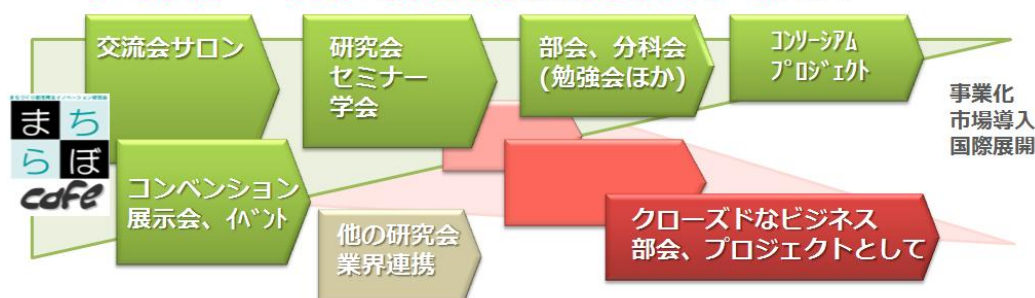 交流会サロン
研究会
セミナー
学会
部会、分科会
(勉強会ほか)
コンソーシアム
プロジェクト
事業化
市場導入
国際展開
まち
らぼ
cafe
コンベンション
展示会、イベント
他の研究会
業界連携
クローズドなビジネス
部会、プロジェクトとして